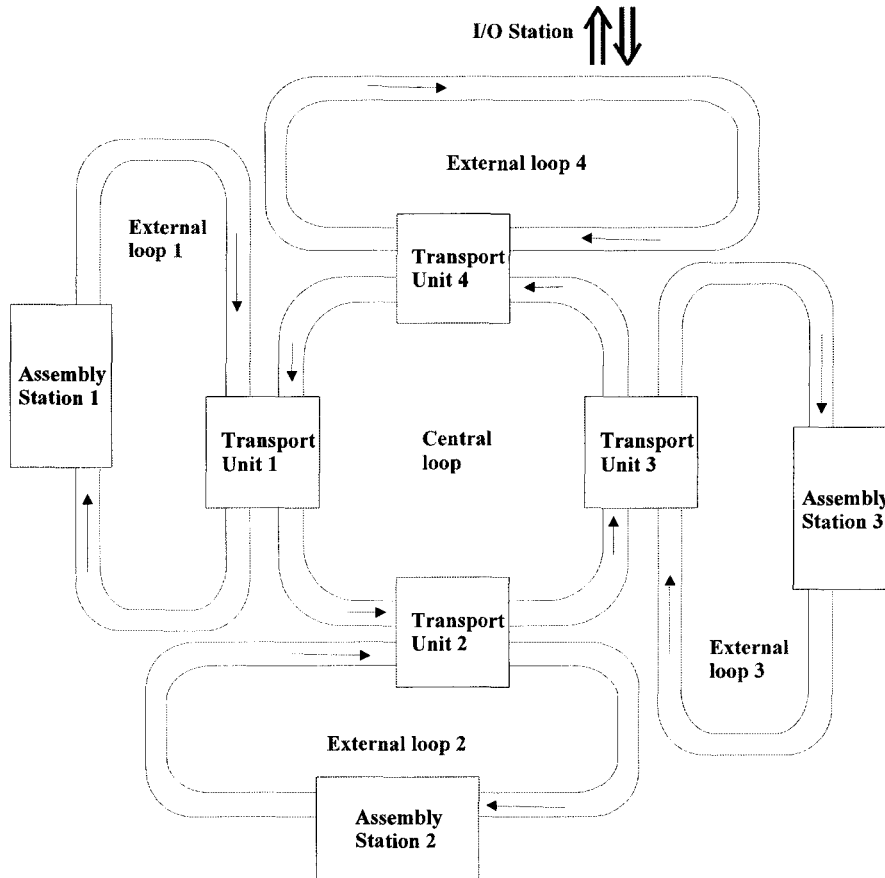 I/O Station
External loop 4
External
loop 1
Transport
Unit 4
Assembly
Station 1
Transport
Unit 1
Central
loop
Transport
Unit 3
Assembly
Station 3
Transport
Unit 2
External
loop 3
External loop 2
Assembly
Station 2